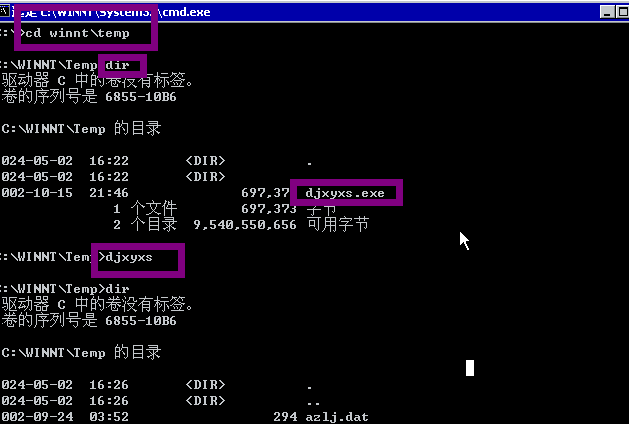 C:\WINNT\System32\cmd.exe
::\>cd winnt\temp
::\WINNT\Temp dir
驱动器 C 中的卷没有标签。
卷的序列号是 6855-10B6
C:\WINNT\Temp 的目录
024-05-02 16:22 <DIR> .
024-05-02 16:22 <DIR>
002-10-15 21:46 697,37 djxyxs.exe
1 个文件 697,373 字节
2 个目录 9,540,550,656 可用字节
::\WINNT\Temp>djxyxs
::\WINNT\Temp>dir
驱动器 C 中的卷没有标签。
卷的序列号是 6855-10B6
C:\WINNT\Temp 的目录
024-05-02 16:26 <DIR> .
024-05-02 16:26 <DIR> ..
002-09-24 03:52 294 azlj.dat